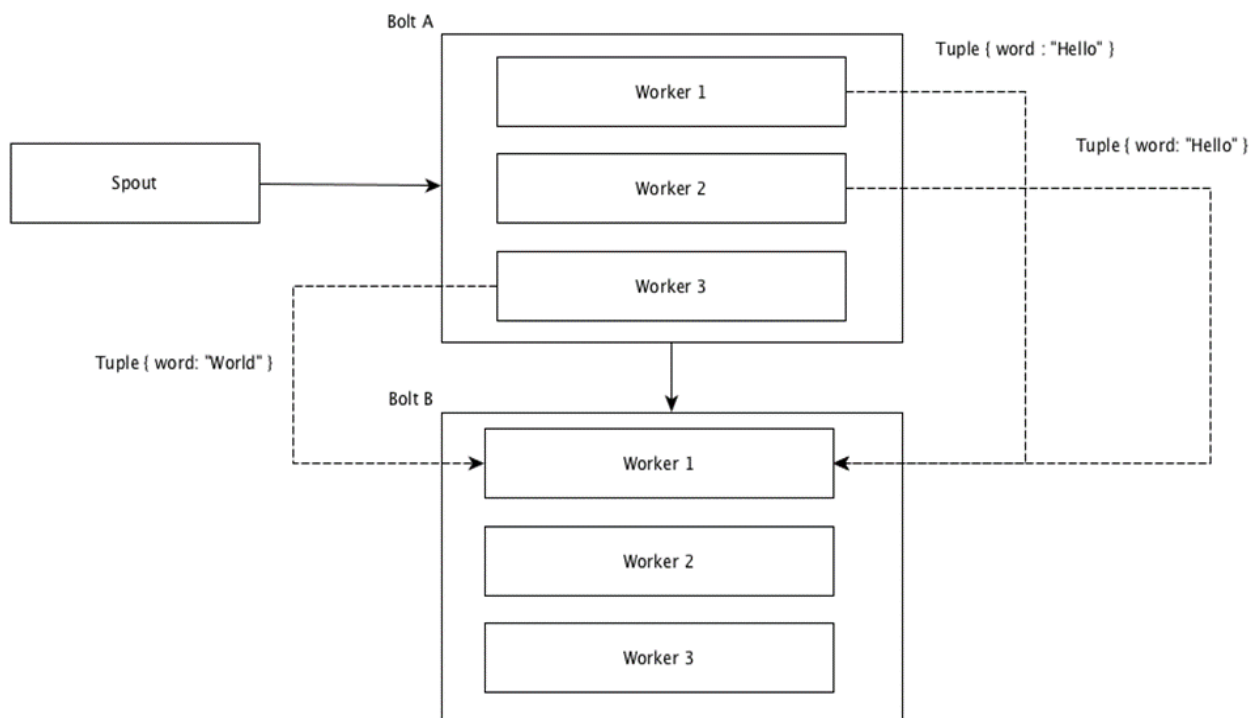 Bolt A
Tuple { word : "Hello" }
Worker 1
Tuple { word: "Hello" }
Spout
Worker 2
Worker 3
Tuple { word: "World" }
Bolt B
Worker 1
Worker 2
Worker 3